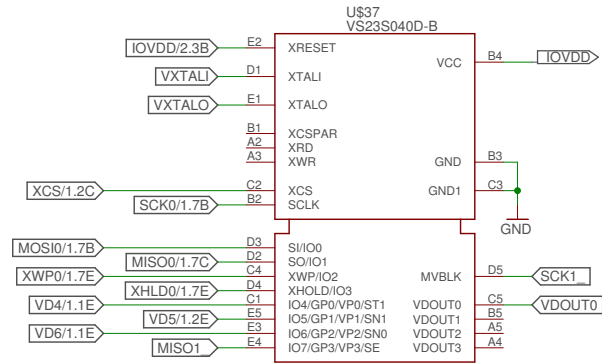 U$37
VS23S040D-B
IOVDD/2.3B E2 XRESET
VCC B4 IOVDD
VXTALI D1 XTALI
VXTALO E1 XTALO
B1 XCSPAR
A2 XRD
A3 XWR
GND B3
XCS/1.2C C2 XCS
GND1 C3
SCK0/1.7B B2 SCLK
GND
MOSI0/1.7B D3 SI/IO0
MISO0/1.7C D2 SO/IO1
XWP0/1.7E C4 XWP/IO2
MVBLK D5 SCK1_
XHLD0/1.7E D4 XHOLD/IO3
VD4/1.1E C1 IO4/GP0/VP0/ST1
VDOUT0 C5 VDOUT0
VD5/1.2E E5 IO5/GP1/VP1/SN1
VDOUT1 B5
VD6/1.1E E3 IO6/GP2/VP2/SN0
VDOUT2 A5
MISO1_ E4 IO7/GP3/VP3/SE
VDOUT3 A4